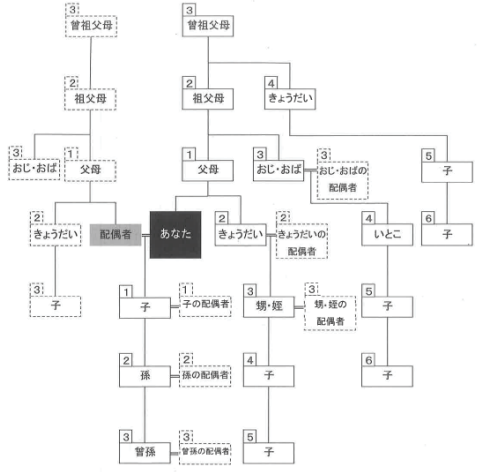 3
曾祖父母
3
曾祖父母
2
祖父母
2
祖父母
4
きょうだい
3
おじ・おば
1
父母
1
父母
3
おじ・おば
3
おじ・おばの
配偶者
5
子
2
きょうだい
配偶者
あなた
2
きょうだい
2
きょうだいの
配偶者
4
いとこ
6
子
3
子
1
子
1
子の配偶者
3
甥・姪
3
甥・姪の
配偶者
5
子
2
孫
2
孫の配偶者
4
子
6
子
3
曾孫
3
曾孫の配偶者
5
子